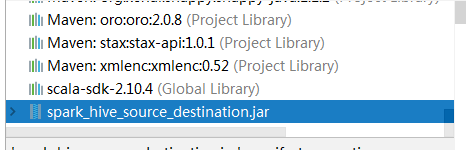 Maven: oro:oro:2.0.8 (Project Library)
Maven: stax:stax-api:1.0.1 (Project Library)
Maven: xmlenc:xmlenc:0.52 (Project Library)
scala-sdk-2.10.4 (Global Library)
spark_hive_source_destination.jar